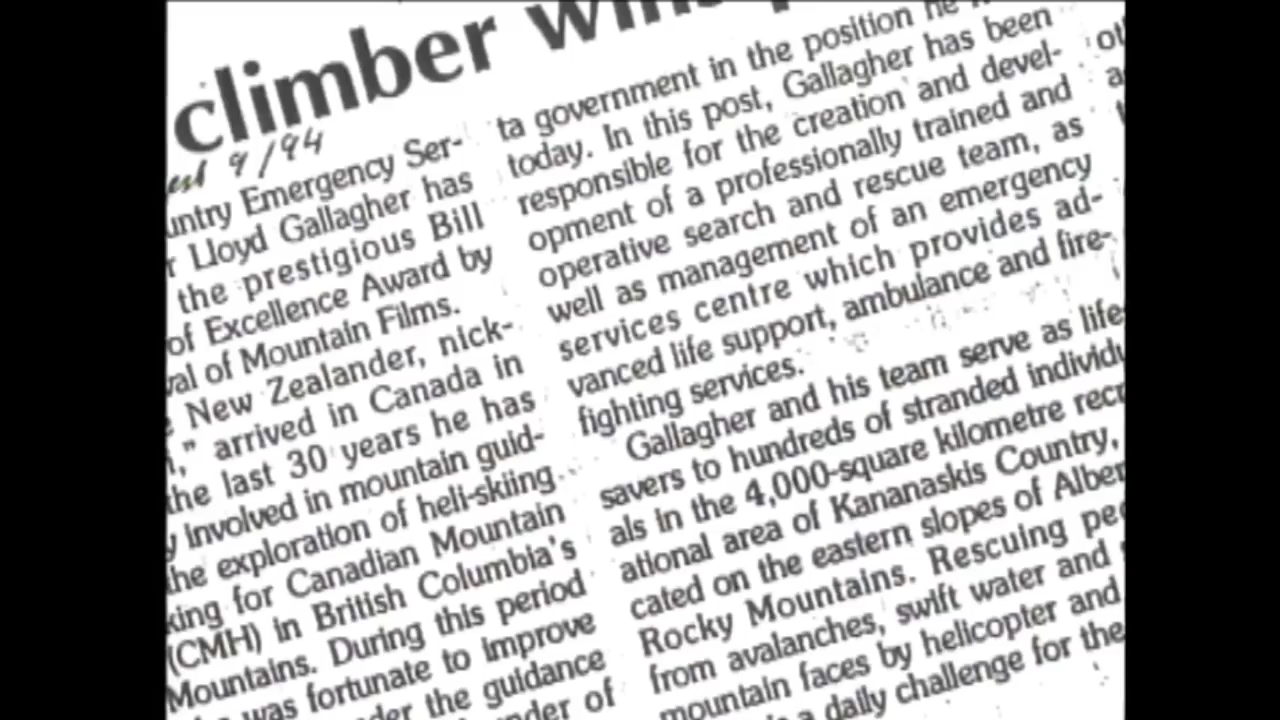 climber
9/94
Emergency Ser-
Lloyd Gallagher has
the prestigious Bill
of Excellence Award by
of Mountain Films.
New Zealander, nick-
," arrived in Canada in
the last 30 years he has
involved in mountain guid-
the exploration of heli-skiing.
for Canadian Mountain
(CMH) in British Columbia's
Mountains. During this period
was fortunate to improve
the guidance
of
ta government in the position he
today. In this post, Gallagher has been
responsible for the creation and devel-
opment of a professionally trained and
operative search and rescue team, as
well as management of an emergency
services centre which provides ad-
vanced life support, ambulance and fire-
fighting services.
Gallagher and his team serve as life-
savers to hundreds of stranded individu
als in the 4,000-square kilometre recr
ational area of Kananaskis Country,
cated on the eastern slopes of Alber
Rocky Mountains. Rescuing pe
from avalanches, swift water and
mountain faces by helicopter and
a daily challenge for the